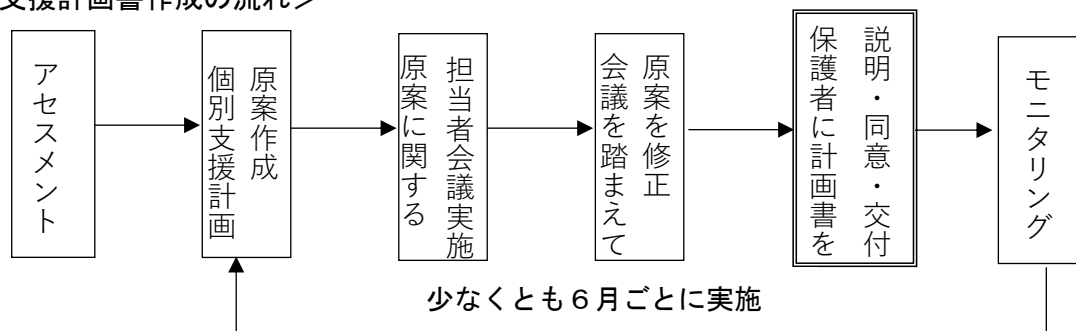 支援計画書作成の流れ＞
アセスメント
個別支援計画
原案作成
原案に関する
担当者会議実施
会議を踏まえて
原案を修正
保護者に計画書を
説明・同意・交付
モニタリング
少なくとも６月ごとに実施